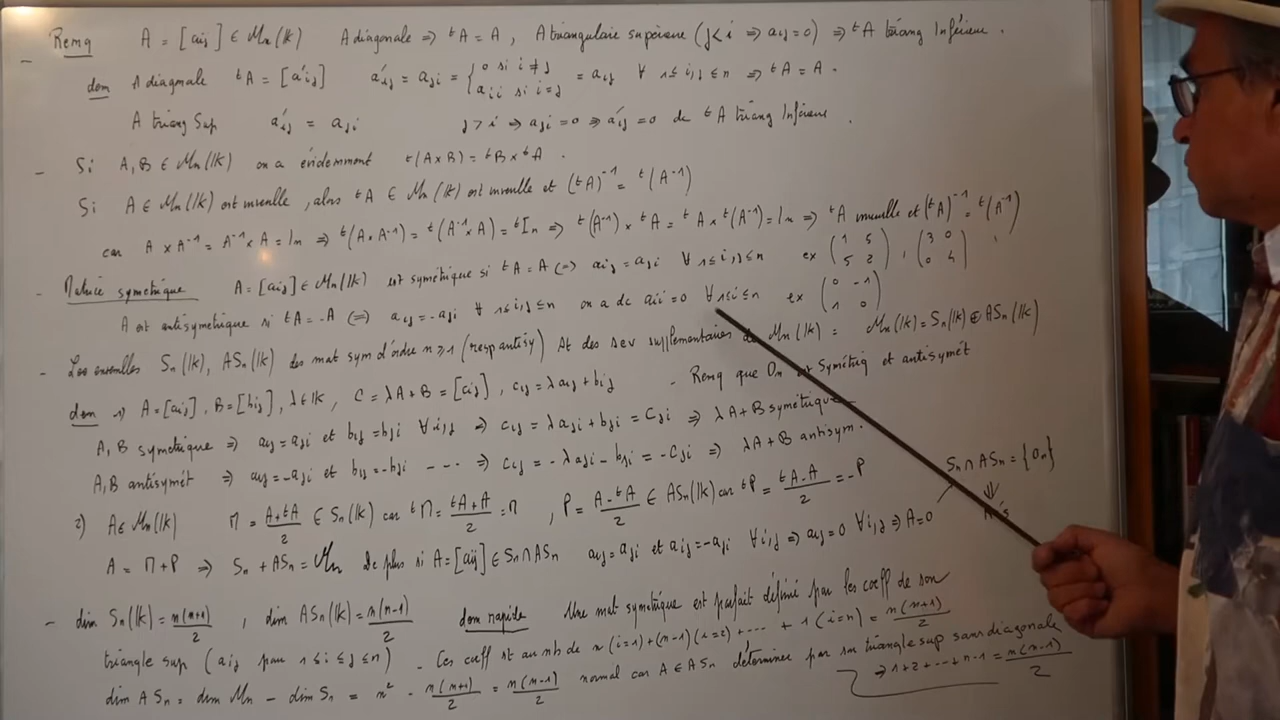 - Remq A = [aij] ∈ Mn(lk) A diagonale ⇒ ᵗA = A , A triangulaire supérieure (j<i ⇒ aij=0) ⇒ ᵗA triang Inférieure.
dem A diagonale ᵗA = [a'ij] a'ij = aji = { 0 si i≠j , aii si i=j = aij ∀ 1≤i,j≤n ⇒ ᵗA = A.
A triang Sup a'ij = aji j>i ⇒ aji=0 ⇒ a'ij=0 dc ᵗA triang Inférieure.
- Si A,B ∈ Mn(lk) on a évidemment ᵗ(A×B) = ᵗB×ᵗA.
Si A∈Mn(lk) est inversible, alors ᵗA ∈ Mn(lk) est inversible et (ᵗA)⁻¹ = ᵗ(A⁻¹)
car A×A⁻¹ = A⁻¹×A = In ⇒ ᵗ(A×A⁻¹) = ᵗ(A⁻¹×A) = ᵗIn ⇒ ᵗ(A⁻¹)×ᵗA = ᵗA×ᵗ(A⁻¹) = In ⇒ ᵗA inversible et (ᵗA)⁻¹ = ᵗ(A⁻¹)
- Matrice symétrique A = [aij] ∈ Mn(lk) est symétrique si ᵗA = A ⇔ aij = aji ∀ 1≤i,j≤n ex (1 5 / 5 2) , (3 0 / 0 4)
A est antisymétrique si ᵗA = -A ⇔ aij = -aji ∀ 1≤i,j≤n on a dc aii=0 ∀ 1≤i≤n ex (0 -1 / 1 0)
- Les ensembles Sn(lk), ASn(lk) des mat sym d'ordre n≥1 (resp antisy) st des sev supplémentaires de Mn(lk) = Mn(lk) = Sn(lk) ⊕ ASn(lk)
dem 1) A = [aij], B = [bij], λ∈lk, C = λA+B = [cij], cij = λaij + bij - Remq que On est Symétriq et antisymét
A, B symétrique ⇒ aij = aji et bij = bji ∀i,j ⇒ cij = λaji + bji = cji ⇒ λA+B symétrique
A, B antisymét ⇒ aij = -aji et bij = -bji --- ⇒ cij = -λaji - bji = -cji ⇒ λA+B antisym.
2) A∈Mn(lk) M = (A+ᵗA)/2 ∈ Sn(lk) car ᵗM = (ᵗA+A)/2 = M , P = (A-ᵗA)/2 ∈ ASn(lk) car ᵗP = (ᵗA-A)/2 = -P Sn∩ASn = {On}
A = M+P ⇒ Sn + ASn = Mn De plus si A = [aij] ∈ Sn∩ASn aij = aji et aij = -aji ∀i,j ⇒ aij = 0 ∀i,j ⇒ A=0 ⇓
- dim Sn(lk) = n(n+1)/2 , dim ASn(lk) = n(n-1)/2 dem rapide Une mat symétrique est parfait définie par les coeff de son
triangle sup (aij pour 1≤i≤j≤n). Ces coeff st au nb de n (i=1) + (n-1) (i=2) + ... + 1 (i=n) = n(n+1)/2
dim ASn = dim Mn - dim Sn = n² - n(n+1)/2 = n(n-1)/2 normal car A∈ASn déterminée par son triangle sup sans diagonale
→ 1+2+...+n-1 = n(n-1)/2